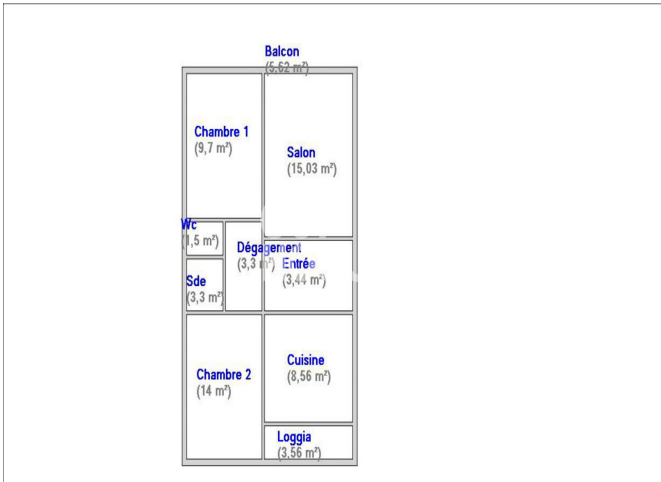 Balcon
(5,62 m²)
Chambre 1
(9,7 m²)
Salon
(15,03 m²)
Wc
(1,5 m²)
Dégagement
(3,3 m²)
Entrée
(3,44 m²)
Sde
(3,3 m²)
Cuisine
(8,56 m²)
Chambre 2
(14 m²)
Loggia
(3,56 m²)